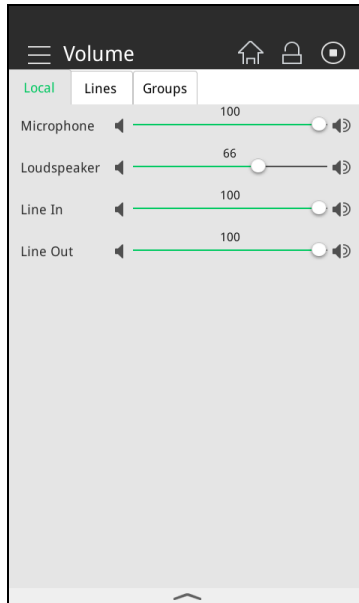 Volume
Local Lines Groups
100
Microphone
66
Loudspeaker
100
Line In
100
Line Out